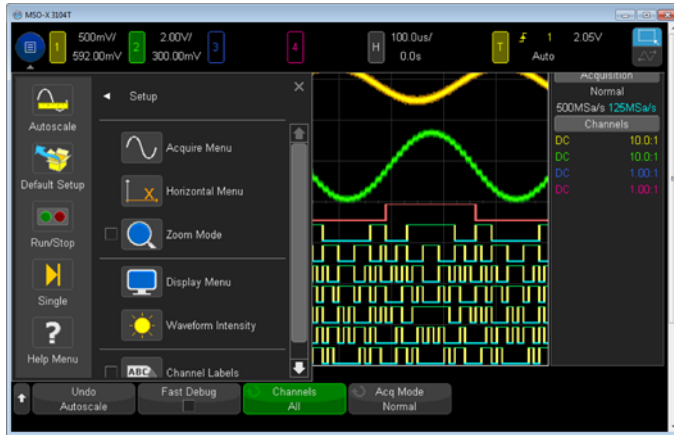 MSO-X 3104T
1
500mV/
592.00mV
2
2.00V/
300.00mV
3
4
H
100.0us/
0.0s
T
1
Auto
2.05V
Autoscale
Default Setup
Run/Stop
Single
?
Help Menu
Setup
Acquire Menu
X
Horizontal Menu
Zoom Mode
Display Menu
Waveform Intensity
ABC
Channel Labels
Acquisition
Normal
500MSa/s 125MSa/s
Channels
DC 10.0:1
DC 10.0:1
DC 1.00:1
DC 1.00:1
Undo
Autoscale
Fast Debug
Channels
All
Acq Mode
Normal